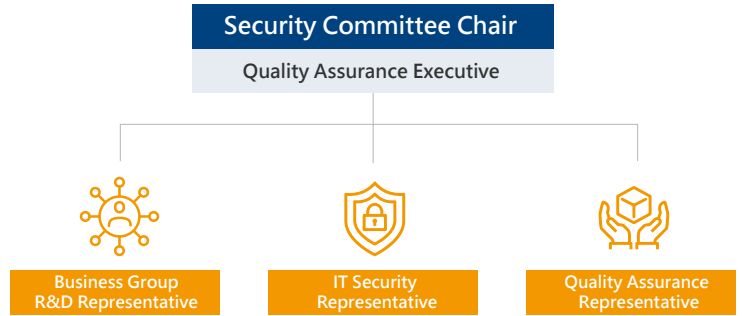 Security Committee Chair
Quality Assurance Executive
Business Group
R&D Representative
IT Security
Representative
Quality Assurance
Representative